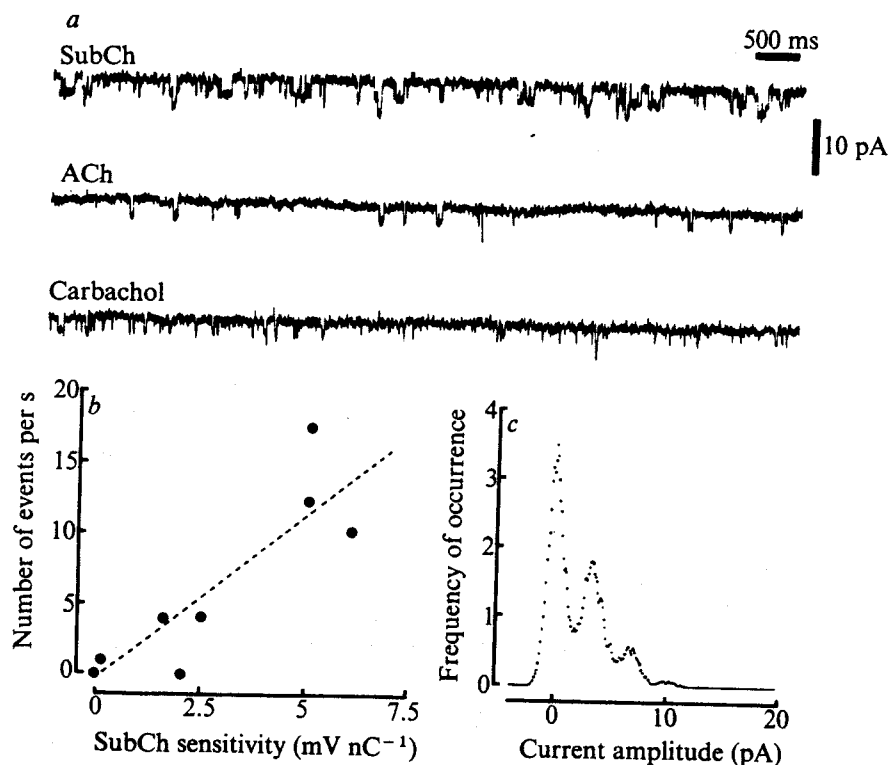 a
SubCh
500 ms
10 pA
ACh
Carbachol
b
Number of events per s
20
15
10
5
0
0 2.5 5.0 7.5
SubCh sensitivity (mV nC⁻¹)
c
Frequency of occurrence
4
3
2
1
0
0 10 20
Current amplitude (pA)